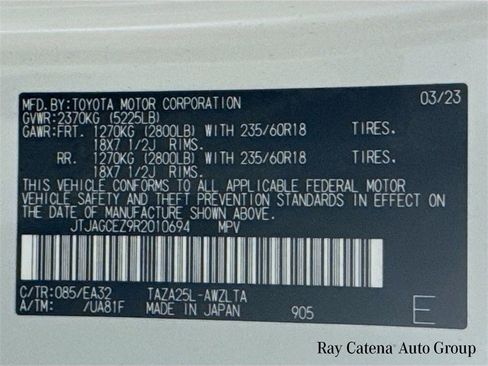 MFD.BY:TOYOTA MOTOR CORPORATION 03/23
GVWR:2370KG (5225LB)
GAWR:FRT. 1270KG (2800LB) WITH 235/60R18 TIRES.
18X7 1/2J RIMS.
RR. 1270KG (2800LB) WITH 235/60R18 TIRES.
18X7 1/2J RIMS.
THIS VEHICLE CONFORMS TO ALL APPLICABLE FEDERAL MOTOR
VEHICLE SAFETY AND THEFT PREVENTION STANDARDS IN EFFECT
ON THE DATE OF MANUFACTURE SHOWN ABOVE.
JTJAGCEZ9R2010694 MPV
C/TR:085/EA32 TAZA25L-AWZLTA
A/TM: /UA81F MADE IN JAPAN 905 E
Ray Catena Auto Group